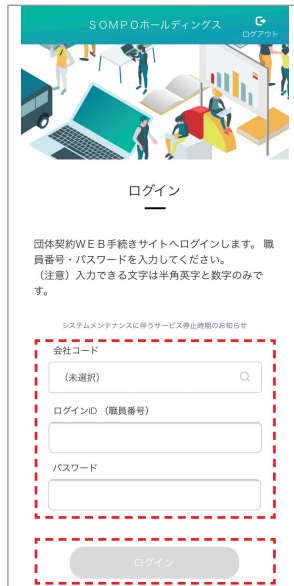 SOMPOホールディングス
ログアウト
ログイン
団体契約WEB手続きサイトへログインします。職
員番号・パスワードを入力してください。
（注意）入力できる文字は半角英字と数字のみで
す。
システムメンテナンスに伴うサービス停止時期のお知らせ
会社コード
（未選択）
ログインID （職員番号）
パスワード
ログイン